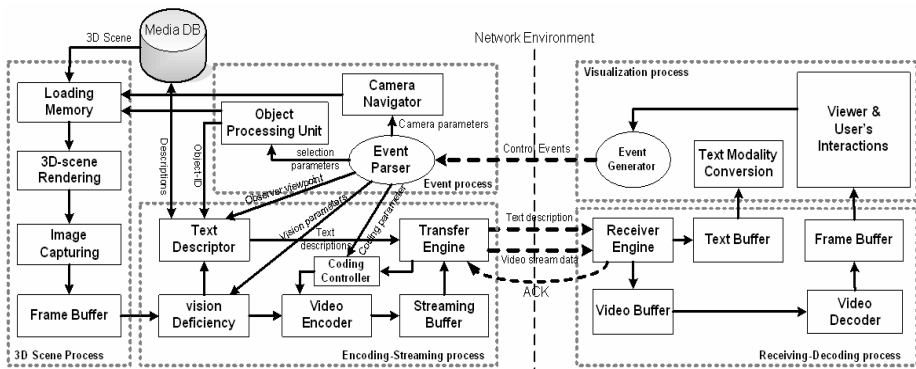 3D Scene
Media DB
Network Environment
Loading
Memory
3D-scene
Rendering
Image
Capturing
Frame Buffer
3D Scene Process
Descriptions
Object-ID
Camera
Navigator
Object
Processing Unit
Camera parameters
selection
parameters
Event
Parser
Event process
Observer viewpoint
Vision parameters
Coding parameter
Control Events
Text
Descriptor
Text
descriptions
Transfer
Engine
Coding
Controller
vision
Deficiency
Video
Encoder
Streaming
Buffer
Encoding-Streaming process
Text description
Video stream data
ACK
Visualization process
Event
Generator
Text Modality
Conversion
Viewer &
User's
Interactions
Receiver
Engine
Text Buffer
Frame Buffer
Video Buffer
Video
Decoder
Receiving-Decoding process